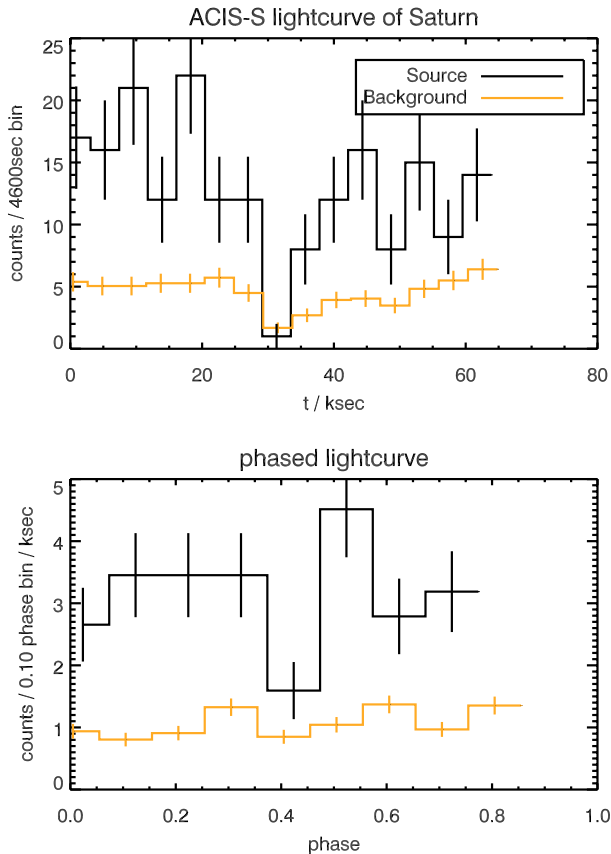 ACIS-S lightcurve of Saturn
25
20
15
10
5
0
counts / 4600sec bin
Source
Background
0 20 40 60 80
t / ksec
phased lightcurve
5
4
3
2
1
0
counts / 0.10 phase bin / ksec
0.0 0.2 0.4 0.6 0.8 1.0
phase